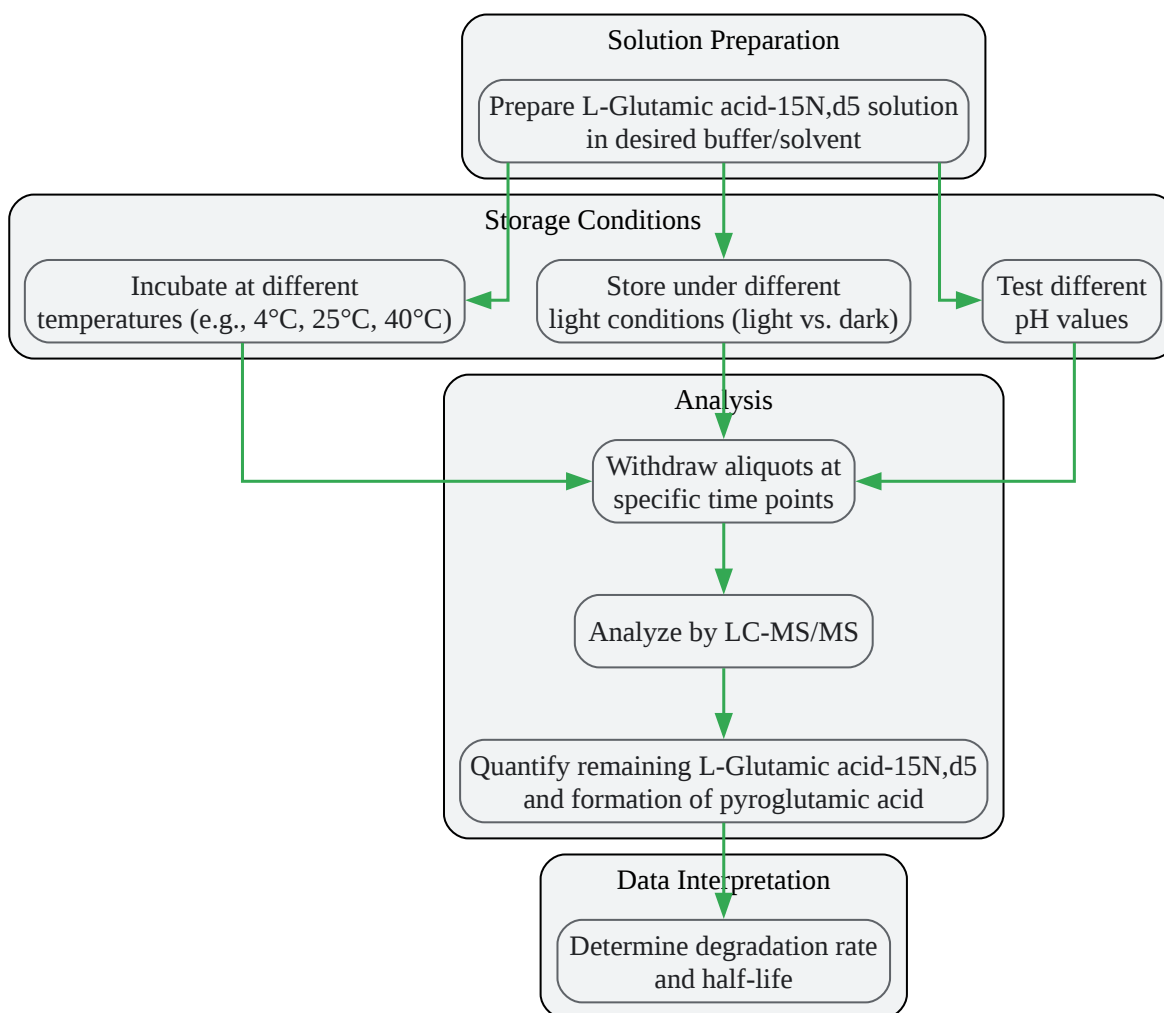 Solution Preparation
Prepare L-Glutamic acid-15N,d5 solution
in desired buffer/solvent
Storage Conditions
Incubate at different
temperatures (e.g., 4°C, 25°C, 40°C)
Store under different
light conditions (light vs. dark)
Test different
pH values
Analysis
Withdraw aliquots at
specific time points
Analyze by LC-MS/MS
Quantify remaining L-Glutamic acid-15N,d5
and formation of pyroglutamic acid
Data Interpretation
Determine degradation rate
and half-life